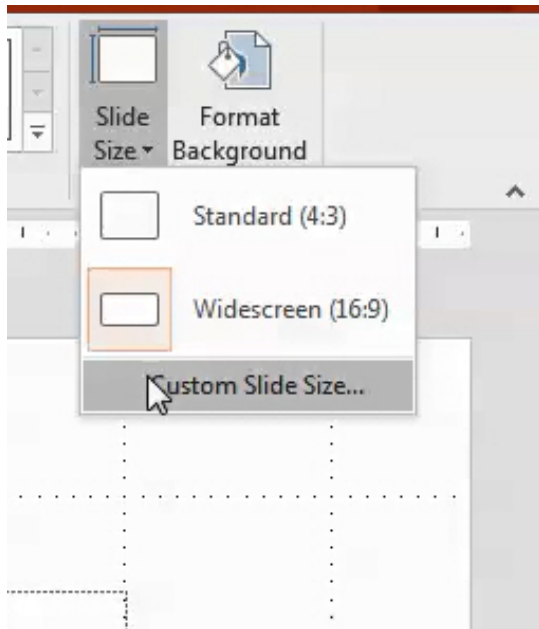 Slide
Size
Format
Background
Standard (4:3)
Widescreen (16:9)
Custom Slide Size...